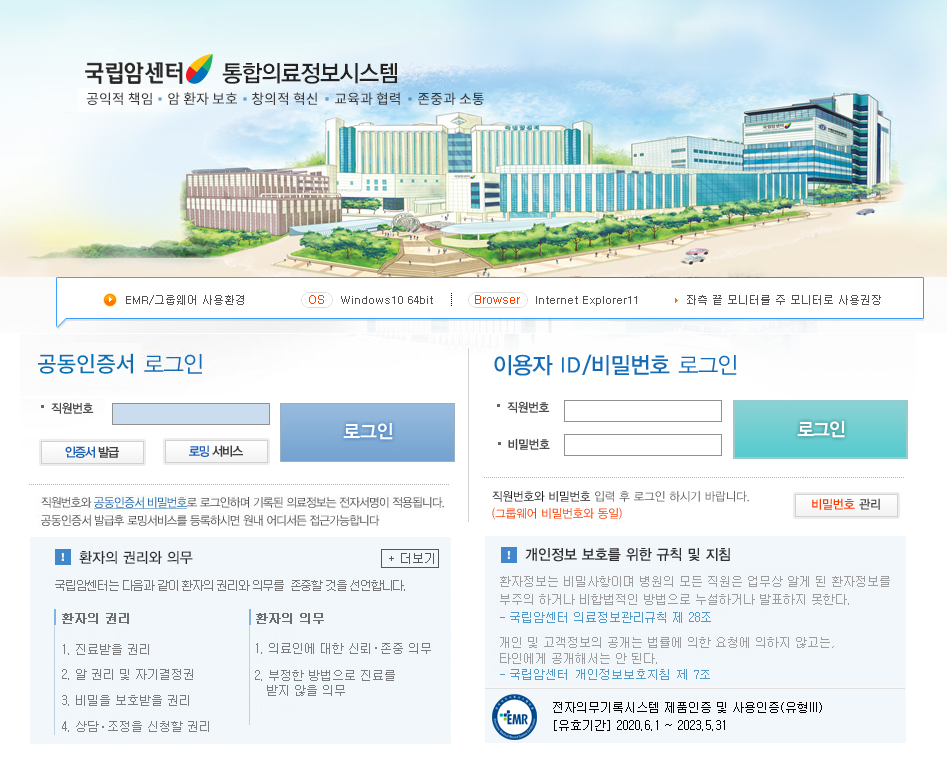 국립암센터 통합의료정보시스템
공익적 책임 • 암 환자 보호 • 창의적 혁신 • 교육과 협력 • 존중과 소통
EMR/그룹웨어 사용환경 OS Windows10 64bit Browser Internet Explorer11 좌측 끝 모니터를 주 모니터로 사용권장
공동인증서 로그인
직원번호
로그인
인증서 발급 로밍 서비스
직원번호와 공동인증서 비밀번호로 로그인하며 기록된 의료정보는 전자서명이 적용됩니다.
공동인증서 발급후 로밍서비스를 등록하시면 원내 어디서든 접근가능합니다
이용자 ID/비밀번호 로그인
직원번호
비밀번호
로그인
직원번호와 비밀번호 입력 후 로그인 하시기 바랍니다.
(그룹웨어 비밀번호와 동일)
비밀번호 관리
! 환자의 권리와 의무 + 더보기
국립암센터는 다음과 같이 환자의 권리와 의무를 존중할 것을 선언합니다.
환자의 권리
1. 진료받을 권리
2. 알 권리 및 자기결정권
3. 비밀을 보호받을 권리
4. 상담·조정을 신청할 권리
환자의 의무
1. 의료인에 대한 신뢰·존중 의무
2. 부정한 방법으로 진료를
받지 않을 의무
! 개인정보 보호를 위한 규칙 및 지침
환자정보는 비밀사항이며 병원의 모든 직원은 업무상 알게 된 환자정보를
부주의 하거나 비합법적인 방법으로 누설하거나 발표하지 못한다.
- 국립암센터 의료정보관리규칙 제 28조
개인 및 고객정보의 공개는 법률에 의한 요청에 의하지 않고는,
타인에게 공개해서는 안 된다.
- 국립암센터 개인정보보호지침 제 7조
EMR
전자의무기록시스템 제품인증 및 사용인증(유형III)
[유효기간] 2020.6.1 ~ 2023.5.31